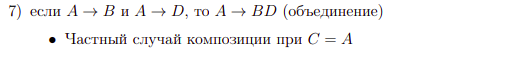 7) если A → B и A → D, то A → BD (объединение)
• Частный случай композиции при C = A